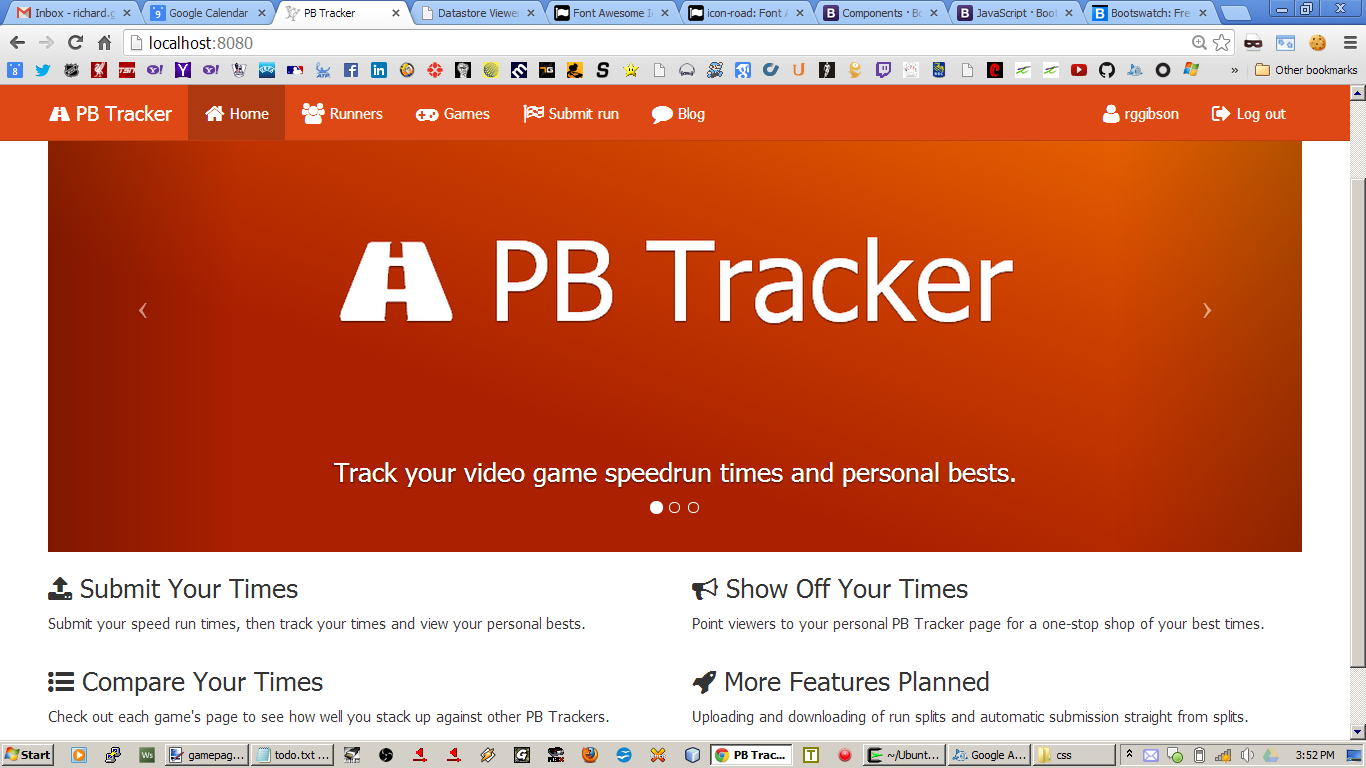 Inbox - richard.g
Google Calendar
PB Tracker
Datastore Viewer
Font Awesome I
icon-road: Font A
Components · Bo
JavaScript · Boot
Bootswatch: Fre
localhost:8080
Other bookmarks
PB Tracker
Home
Runners
Games
Submit run
Blog
rggibson
Log out
PB Tracker
Track your video game speedrun times and personal bests.
Submit Your Times
Submit your speed run times, then track your times and view your personal bests.
Show Off Your Times
Point viewers to your personal PB Tracker page for a one-stop shop of your best times.
Compare Your Times
Check out each game's page to see how well you stack up against other PB Trackers.
More Features Planned
Uploading and downloading of run splits and automatic submission straight from splits.
Start
gamepag...
todo.txt ...
PB Trac...
~/Ubunt...
Google A...
css
3:52 PM